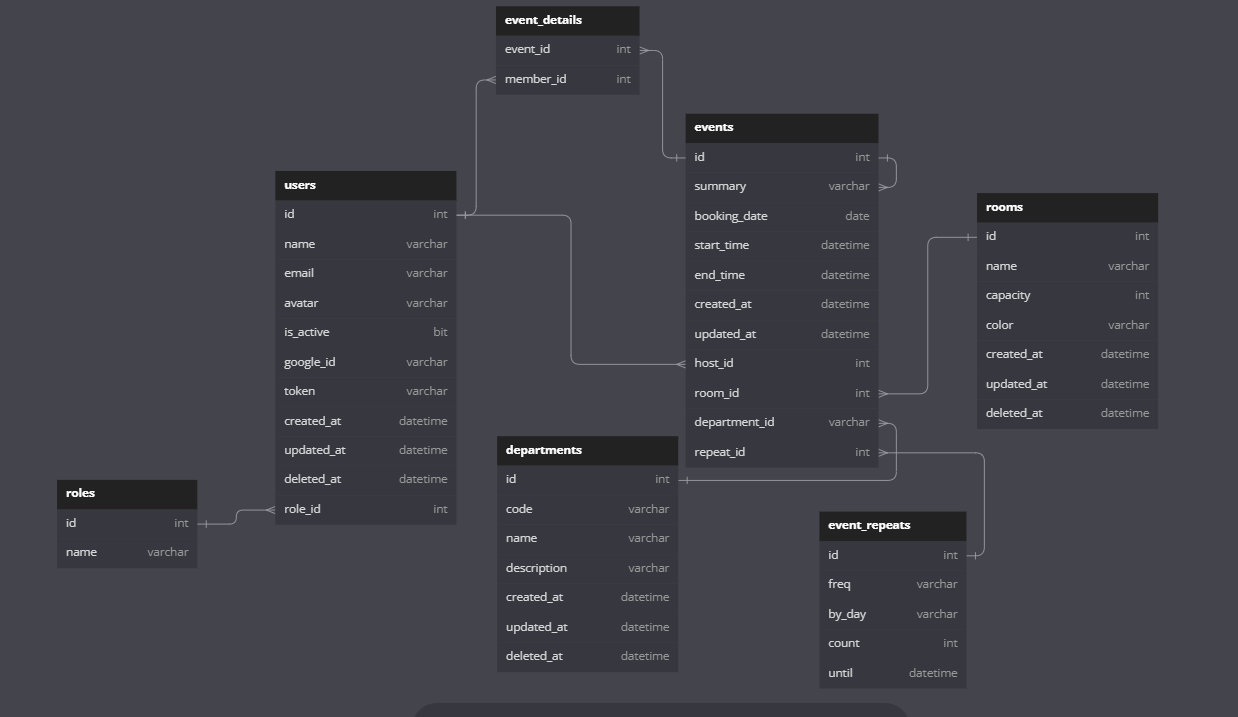 event_details
event_id int
member_id int
events
id int
summary varchar
booking_date date
start_time datetime
end_time datetime
created_at datetime
updated_at datetime
host_id int
room_id int
department_id varchar
repeat_id int
users
id int
name varchar
email varchar
avatar varchar
is_active bit
google_id varchar
token varchar
created_at datetime
updated_at datetime
deleted_at datetime
role_id int
rooms
id int
name varchar
capacity int
color varchar
created_at datetime
updated_at datetime
deleted_at datetime
departments
id int
code varchar
name varchar
description varchar
created_at datetime
updated_at datetime
deleted_at datetime
roles
id int
name varchar
event_repeats
id int
freq varchar
by_day varchar
count int
until datetime